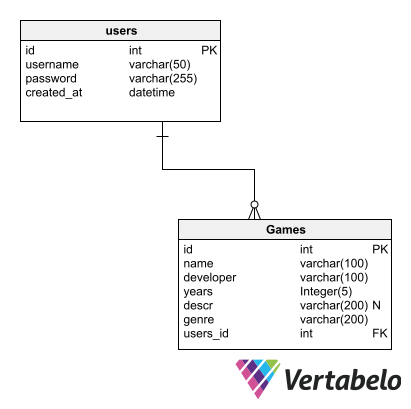 users
id int PK
username varchar(50)
password varchar(255)
created_at datetime
Games
id int PK
name varchar(100)
developer varchar(100)
years Integer(5)
descr varchar(200) N
genre varchar(200)
users_id int FK
Vertabelo